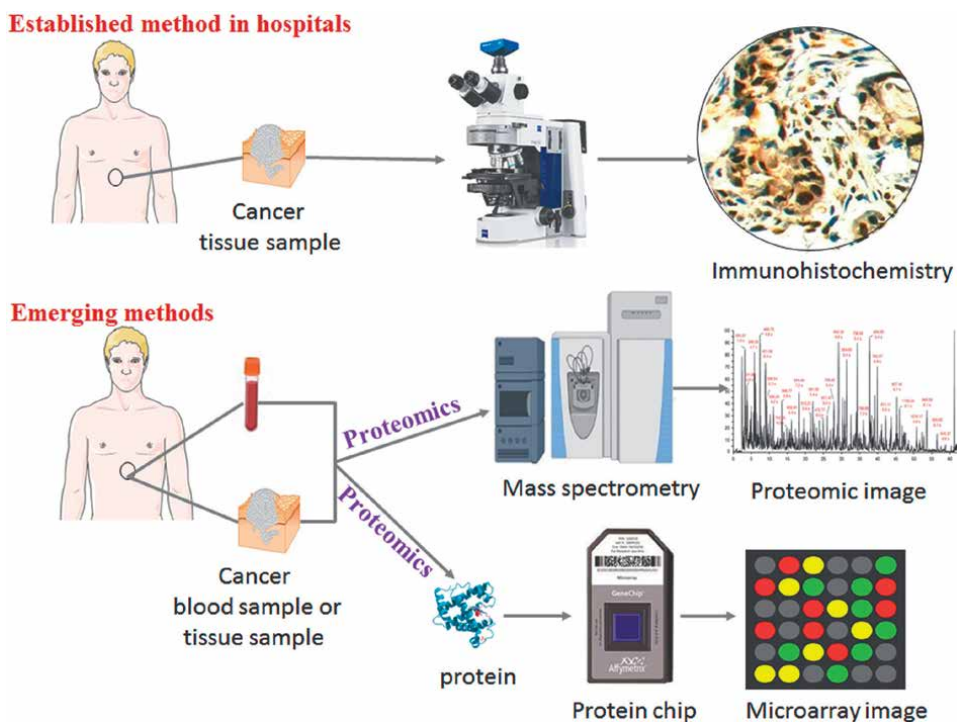 Established method in hospitals
Cancer
tissue sample
Immunohistochemistry
Emerging methods
Proteomics
Mass spectrometry
Proteomic image
Proteomics
Cancer
blood sample or
tissue sample
protein
GeneChip
Affymetrix
Protein chip
Microarray image